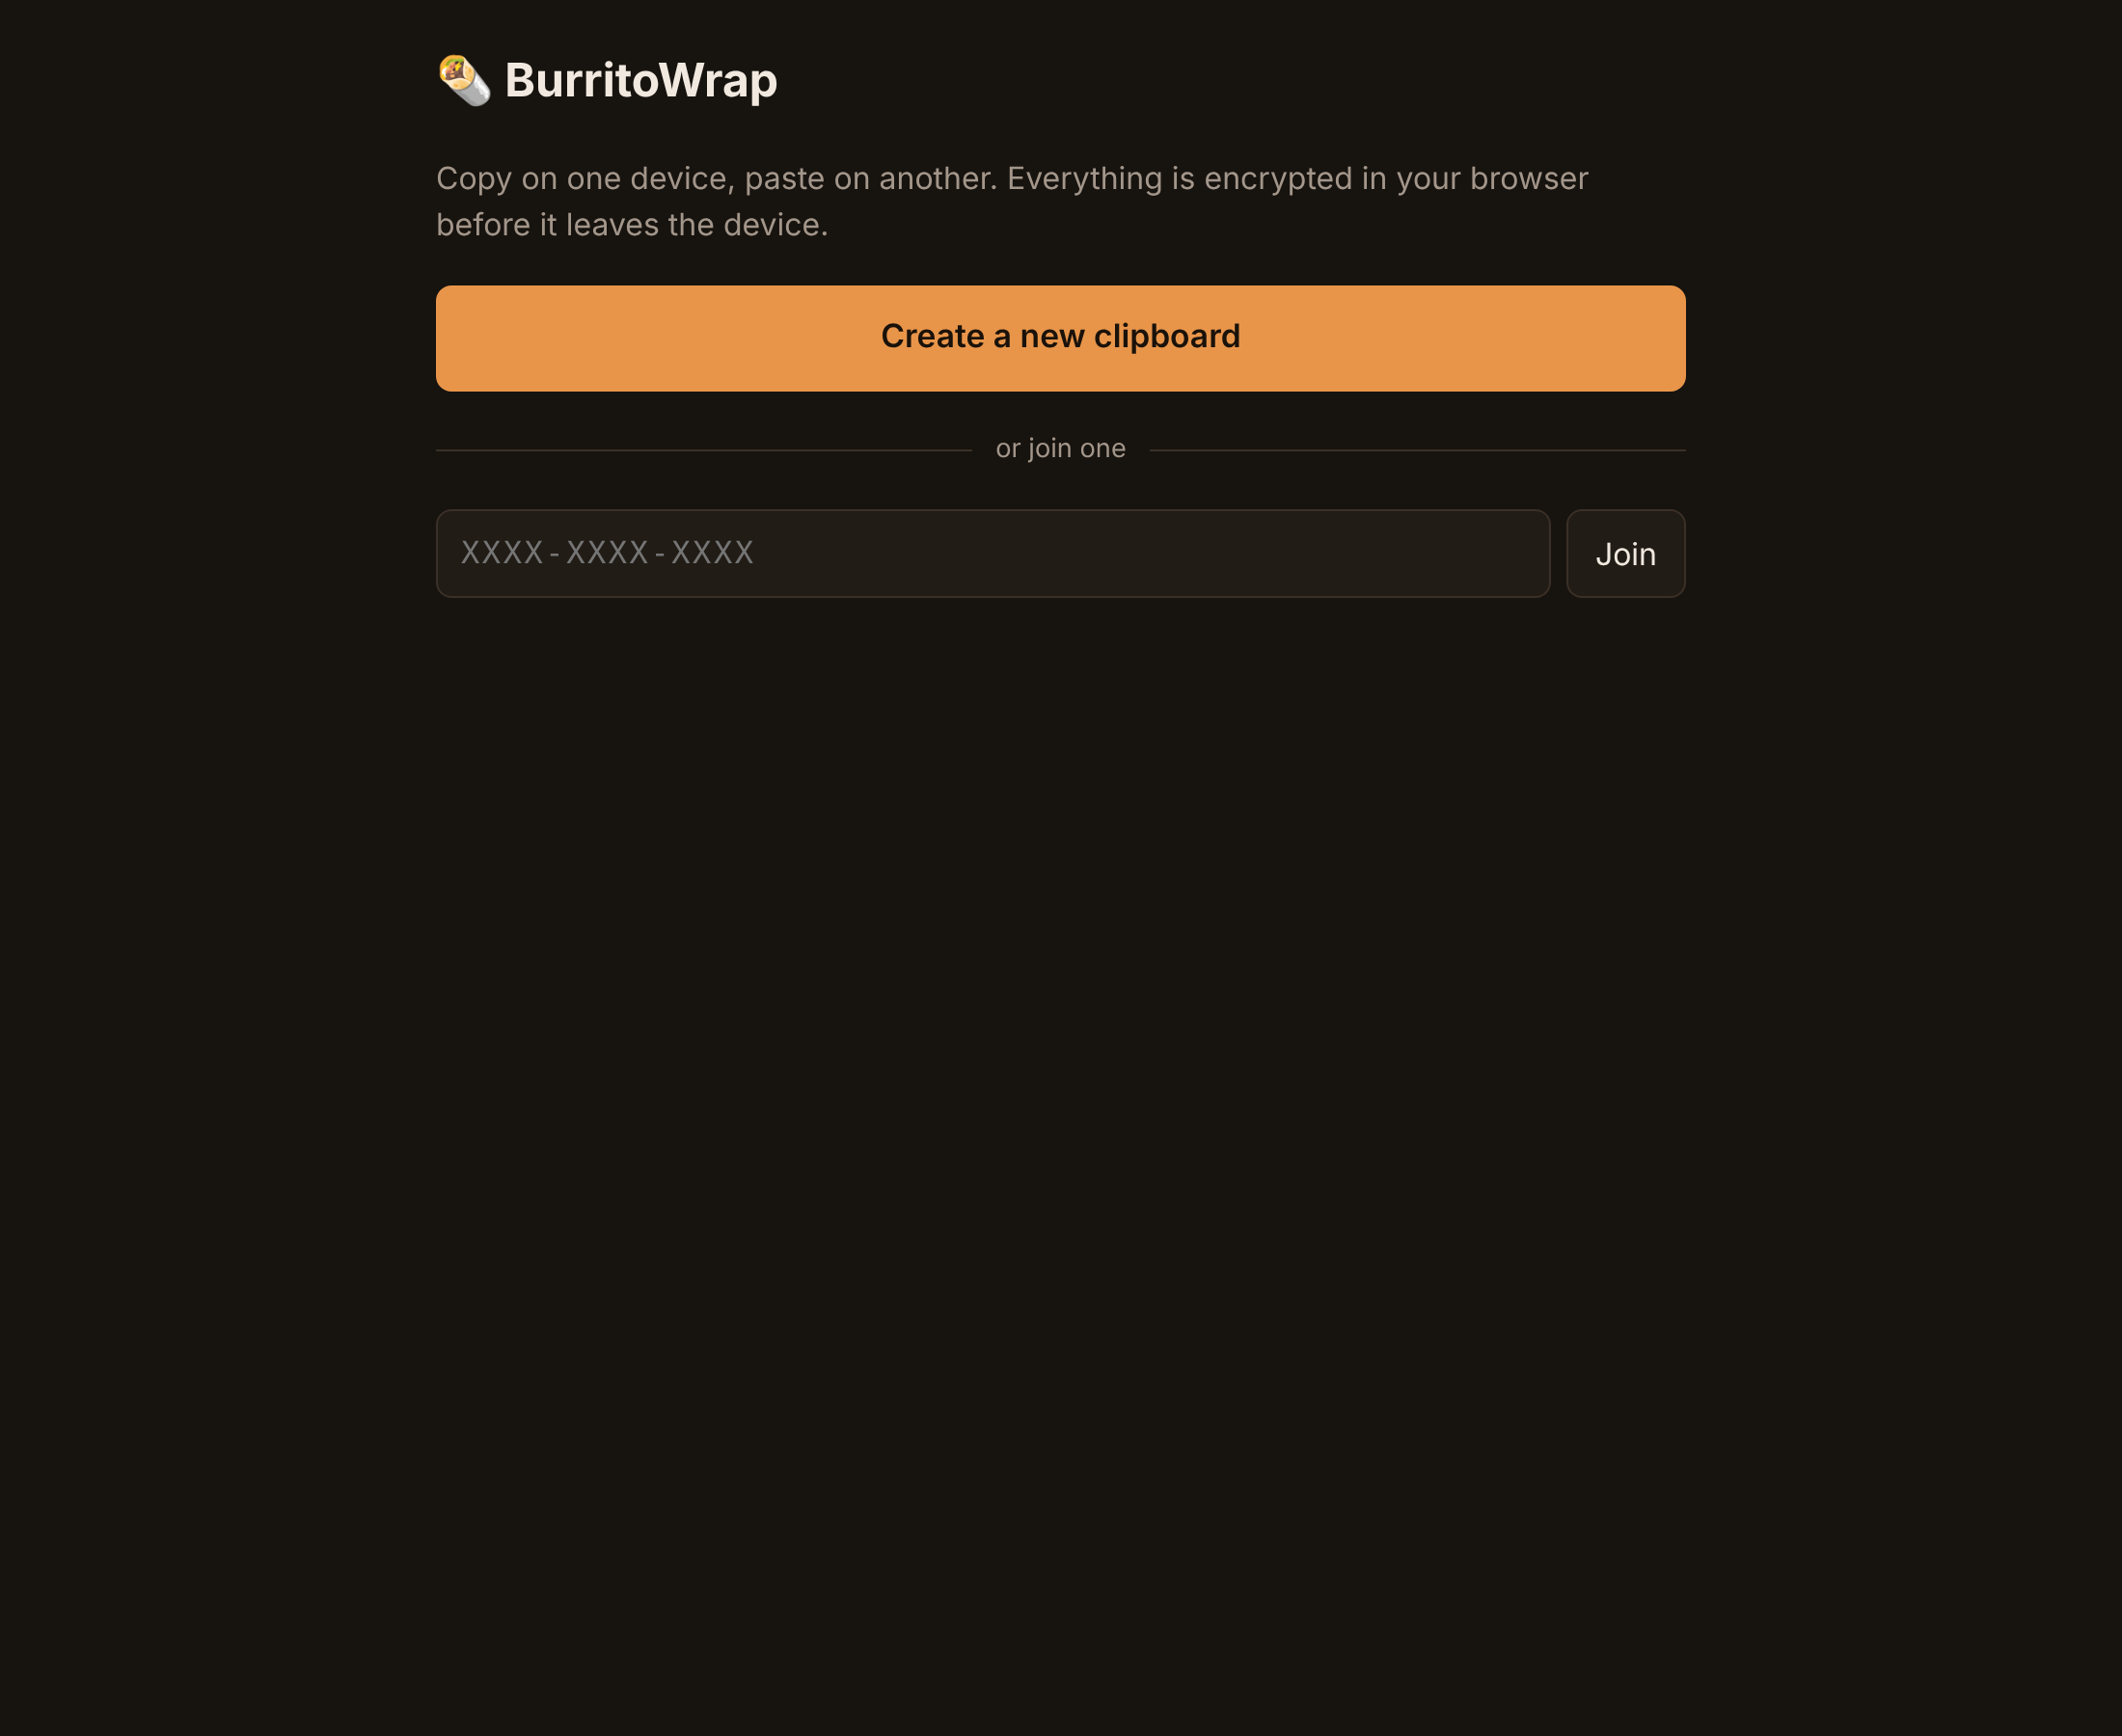 BurritoWrap
Copy on one device, paste on another. Everything is encrypted in your browser
before it leaves the device.
Create a new clipboard
or join one
XXXX-XXXX-XXXX
Join